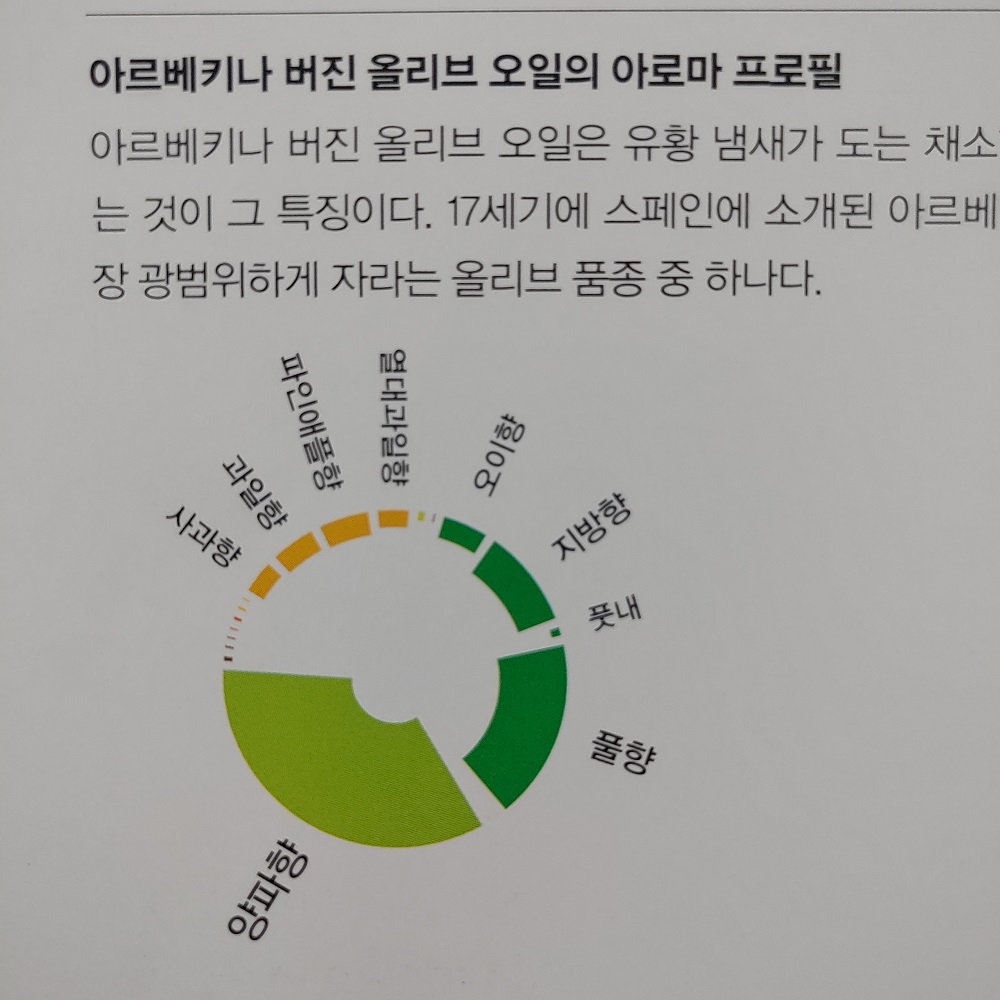 아르베키나 버진 올리브 오일의 아로마 프로필
아르베키나 버진 올리브 오일은 유황 냄새가 도는 채소
는 것이 그 특징이다. 17세기에 스페인에 소개된 아르베
장 광범위하게 자라는 올리브 품종 중 하나다.
사과향
과일향
파인애플향
열대과일향
오이향
지방향
풋내
풀향
양파향